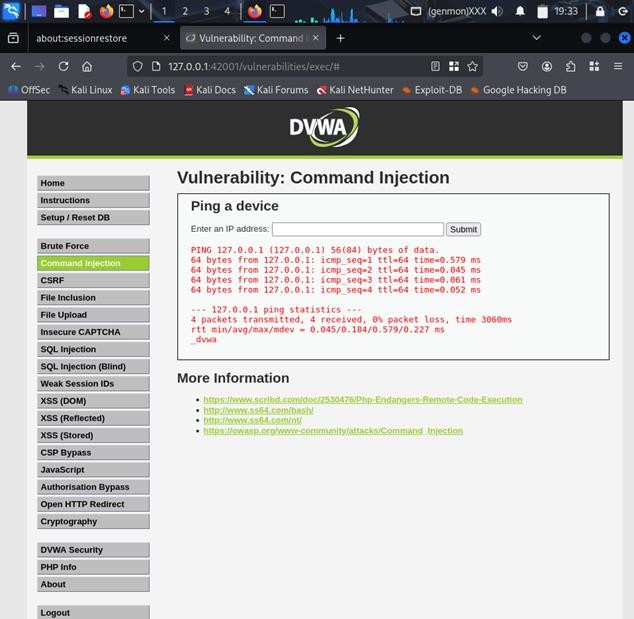 1 2 3 4 (genmon)XXX 19:33
about:sessionrestore
Vulnerability: Command I
127.0.0.1:42001/vulnerabilities/exec/#
OffSec Kali Linux Kali Tools Kali Docs Kali Forums Kali NetHunter Exploit-DB Google Hacking DB
DVWA
Home
Instructions
Setup / Reset DB
Brute Force
Command Injection
CSRF
File Inclusion
File Upload
Insecure CAPTCHA
SQL Injection
SQL Injection (Blind)
Weak Session IDs
XSS (DOM)
XSS (Reflected)
XSS (Stored)
CSP Bypass
JavaScript
Authorisation Bypass
Open HTTP Redirect
Cryptography
DVWA Security
PHP Info
About
Logout
Vulnerability: Command Injection
Ping a device
Enter an IP address: Submit
PING 127.0.0.1 (127.0.0.1) 56(84) bytes of data.
64 bytes from 127.0.0.1: icmp_seq=1 ttl=64 time=0.579 ms
64 bytes from 127.0.0.1: icmp_seq=2 ttl=64 time=0.045 ms
64 bytes from 127.0.0.1: icmp_seq=3 ttl=64 time=0.061 ms
64 bytes from 127.0.0.1: icmp_seq=4 ttl=64 time=0.052 ms
--- 127.0.0.1 ping statistics ---
4 packets transmitted, 4 received, 0% packet loss, time 3060ms
rtt min/avg/max/mdev = 0.045/0.184/0.579/0.227 ms
_dvwa
More Information
https://www.scribd.com/doc/2530476/Php-Endangers-Remote-Code-Execution
http://www.ss64.com/bash/
http://www.ss64.com/nt/
https://owasp.org/www-community/attacks/Command_Injection